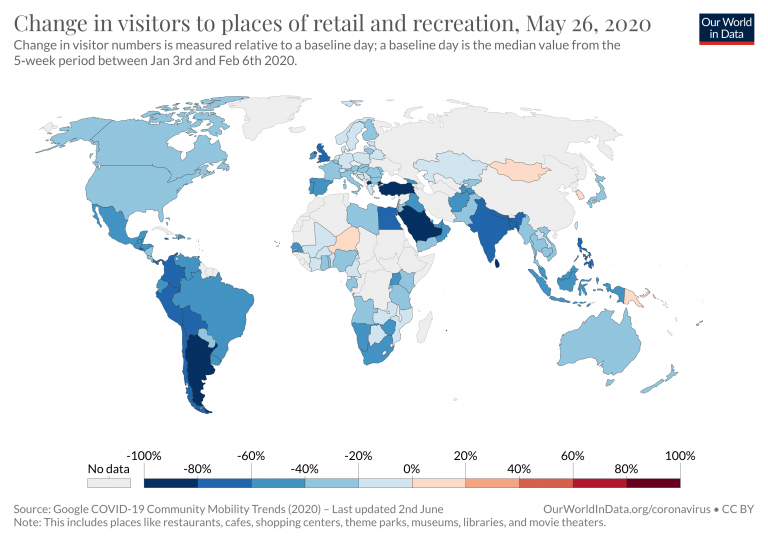 Change in visitors to places of retail and recreation, May 26, 2020
Our World
in Data
Change in visitor numbers is measured relative to a baseline day; a baseline day is the median value from the
5-week period between Jan 3rd and Feb 6th 2020.
-100% -60% -20% 20% 60% 100%
No data -80% -40% 0% 40% 80%
Source: Google COVID-19 Community Mobility Trends (2020) – Last updated 2nd June OurWorldInData.org/coronavirus • CC BY
Note: This includes places like restaurants, cafes, shopping centers, theme parks, museums, libraries, and movie theaters.